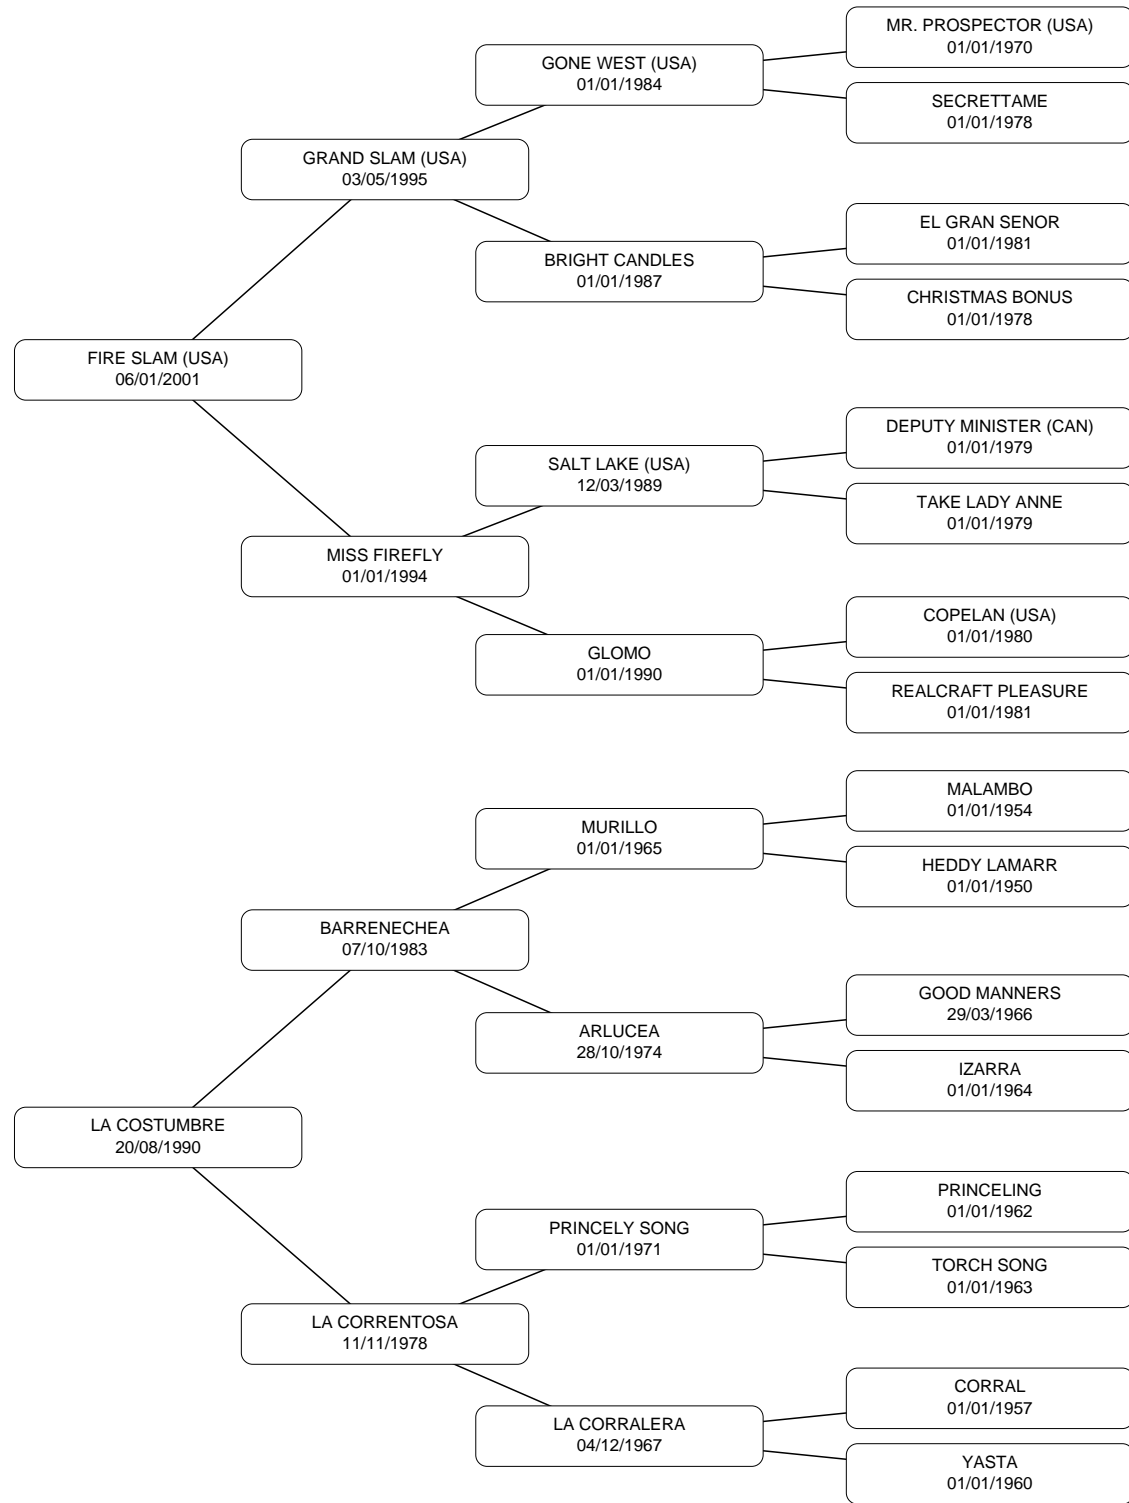 MR. PROSPECTOR (USA)
01/01/1970
GONE WEST (USA)
01/01/1984
SECRETTAME
01/01/1978
GRAND SLAM (USA)
03/05/1995
EL GRAN SENOR
01/01/1981
BRIGHT CANDLES
01/01/1987
CHRISTMAS BONUS
01/01/1978
FIRE SLAM (USA)
06/01/2001
DEPUTY MINISTER (CAN)
01/01/1979
SALT LAKE (USA)
12/03/1989
TAKE LADY ANNE
01/01/1979
MISS FIREFLY
01/01/1994
COPELAN (USA)
01/01/1980
GLOMO
01/01/1990
REALCRAFT PLEASURE
01/01/1981
MALAMBO
01/01/1954
MURILLO
01/01/1965
HEDDY LAMARR
01/01/1950
BARRENECHEA
07/10/1983
GOOD MANNERS
29/03/1966
ARLUCEA
28/10/1974
IZARRA
01/01/1964
LA COSTUMBRE
20/08/1990
PRINCELING
01/01/1962
PRINCELY SONG
01/01/1971
TORCH SONG
01/01/1963
LA CORRENTOSA
11/11/1978
CORRAL
01/01/1957
LA CORRALERA
04/12/1967
YASTA
01/01/1960